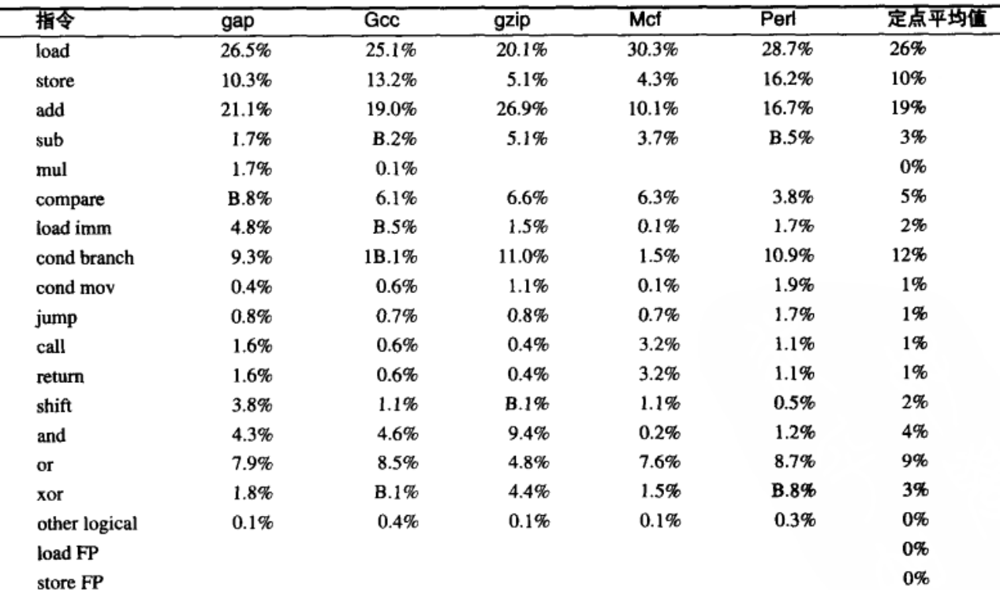 指令 gap Gcc gzip Mcf Perl 定点平均值
load 26.5% 25.1% 20.1% 30.3% 28.7% 26%
store 10.3% 13.2% 5.1% 4.3% 16.2% 10%
add 21.1% 19.0% 26.9% 10.1% 16.7% 19%
sub 1.7% B.2% 5.1% 3.7% B.5% 3%
mul 1.7% 0.1% 0%
compare B.8% 6.1% 6.6% 6.3% 3.8% 5%
load imm 4.8% B.5% 1.5% 0.1% 1.7% 2%
cond branch 9.3% 1B.1% 11.0% 1.5% 10.9% 12%
cond mov 0.4% 0.6% 1.1% 0.1% 1.9% 1%
jump 0.8% 0.7% 0.8% 0.7% 1.7% 1%
call 1.6% 0.6% 0.4% 3.2% 1.1% 1%
return 1.6% 0.6% 0.4% 3.2% 1.1% 1%
shift 3.8% 1.1% B.1% 1.1% 0.5% 2%
and 4.3% 4.6% 9.4% 0.2% 1.2% 4%
or 7.9% 8.5% 4.8% 7.6% 8.7% 9%
xor 1.8% B.1% 4.4% 1.5% B.8% 3%
other logical 0.1% 0.4% 0.1% 0.1% 0.3% 0%
load FP 0%
store FP 0%